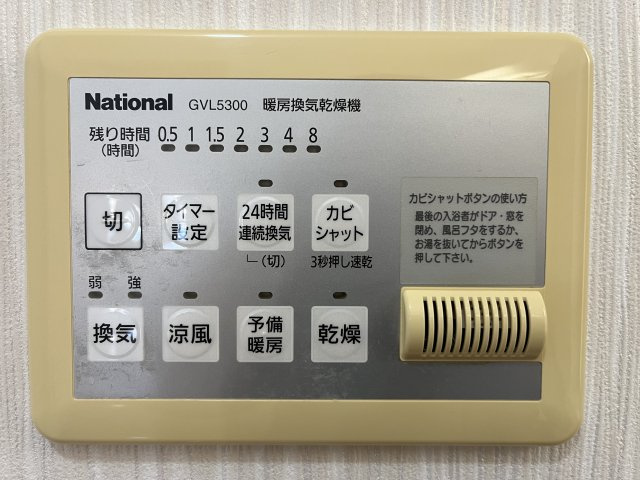 National GVL5300 暖房換気乾燥機
残り時間 0.5 1 1.5 2 3 4 8
(時間)
切
タイマー
設定
24時間
連続換気
(切)
カビ
シャット
3秒押し速乾
カビシャットボタンの使い方
最後の入浴者がドア・窓を
閉め、風呂フタをするか、
お湯を抜いてからボタンを
押して下さい。
弱 強
換気
涼風
予備
暖房
乾燥